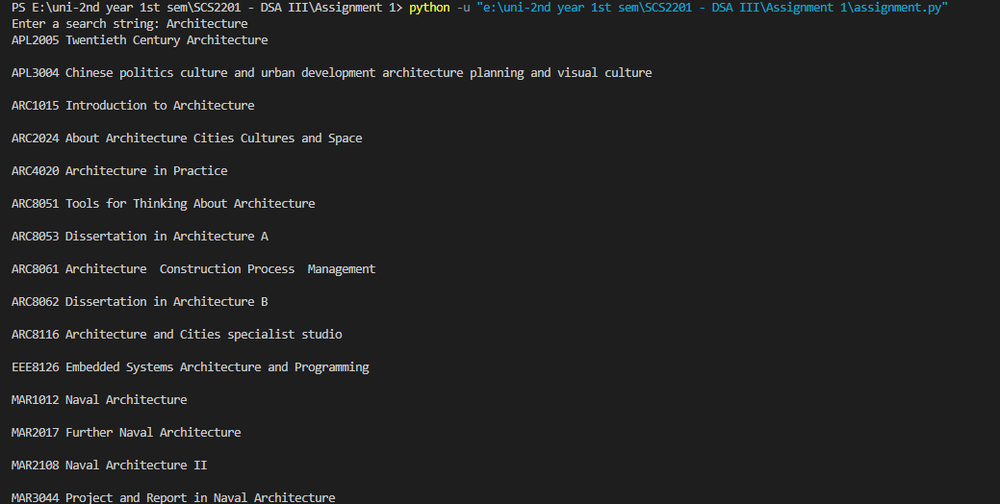 PS E:\uni-2nd year 1st sem\SCS2201 - DSA III\Assignment 1> python -u "e:\uni-2nd year 1st sem\SCS2201 - DSA III\Assignment 1\assignment.py"
Enter a search string: Architecture
APL2005 Twentieth Century Architecture
APL3004 Chinese politics culture and urban development architecture planning and visual culture
ARC1015 Introduction to Architecture
ARC2024 About Architecture Cities Cultures and Space
ARC4020 Architecture in Practice
ARC8051 Tools for Thinking About Architecture
ARC8053 Dissertation in Architecture A
ARC8061 Architecture  Construction Process  Management
ARC8062 Dissertation in Architecture B
ARC8116 Architecture and Cities specialist studio
EEE8126 Embedded Systems Architecture and Programming
MAR1012 Naval Architecture
MAR2017 Further Naval Architecture
MAR2108 Naval Architecture II
MAR3044 Project and Report in Naval Architecture